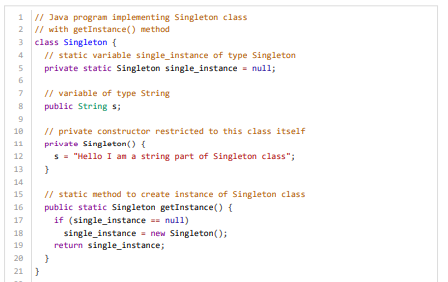 1 // Java program implementing Singleton class
2 // with getInstance() method
3 class Singleton {
4 // static variable single_instance of type Singleton
5 private static Singleton single_instance = null;
6
7 // variable of type String
8 public String s;
9
10 // private constructor restricted to this class itself
11 private Singleton() {
12 s = "Hello I am a string part of Singleton class";
13 }
14
15 // static method to create instance of Singleton class
16 public static Singleton getInstance() {
17 if (single_instance == null)
18 single_instance = new Singleton();
19 return single_instance;
20 }
21 }